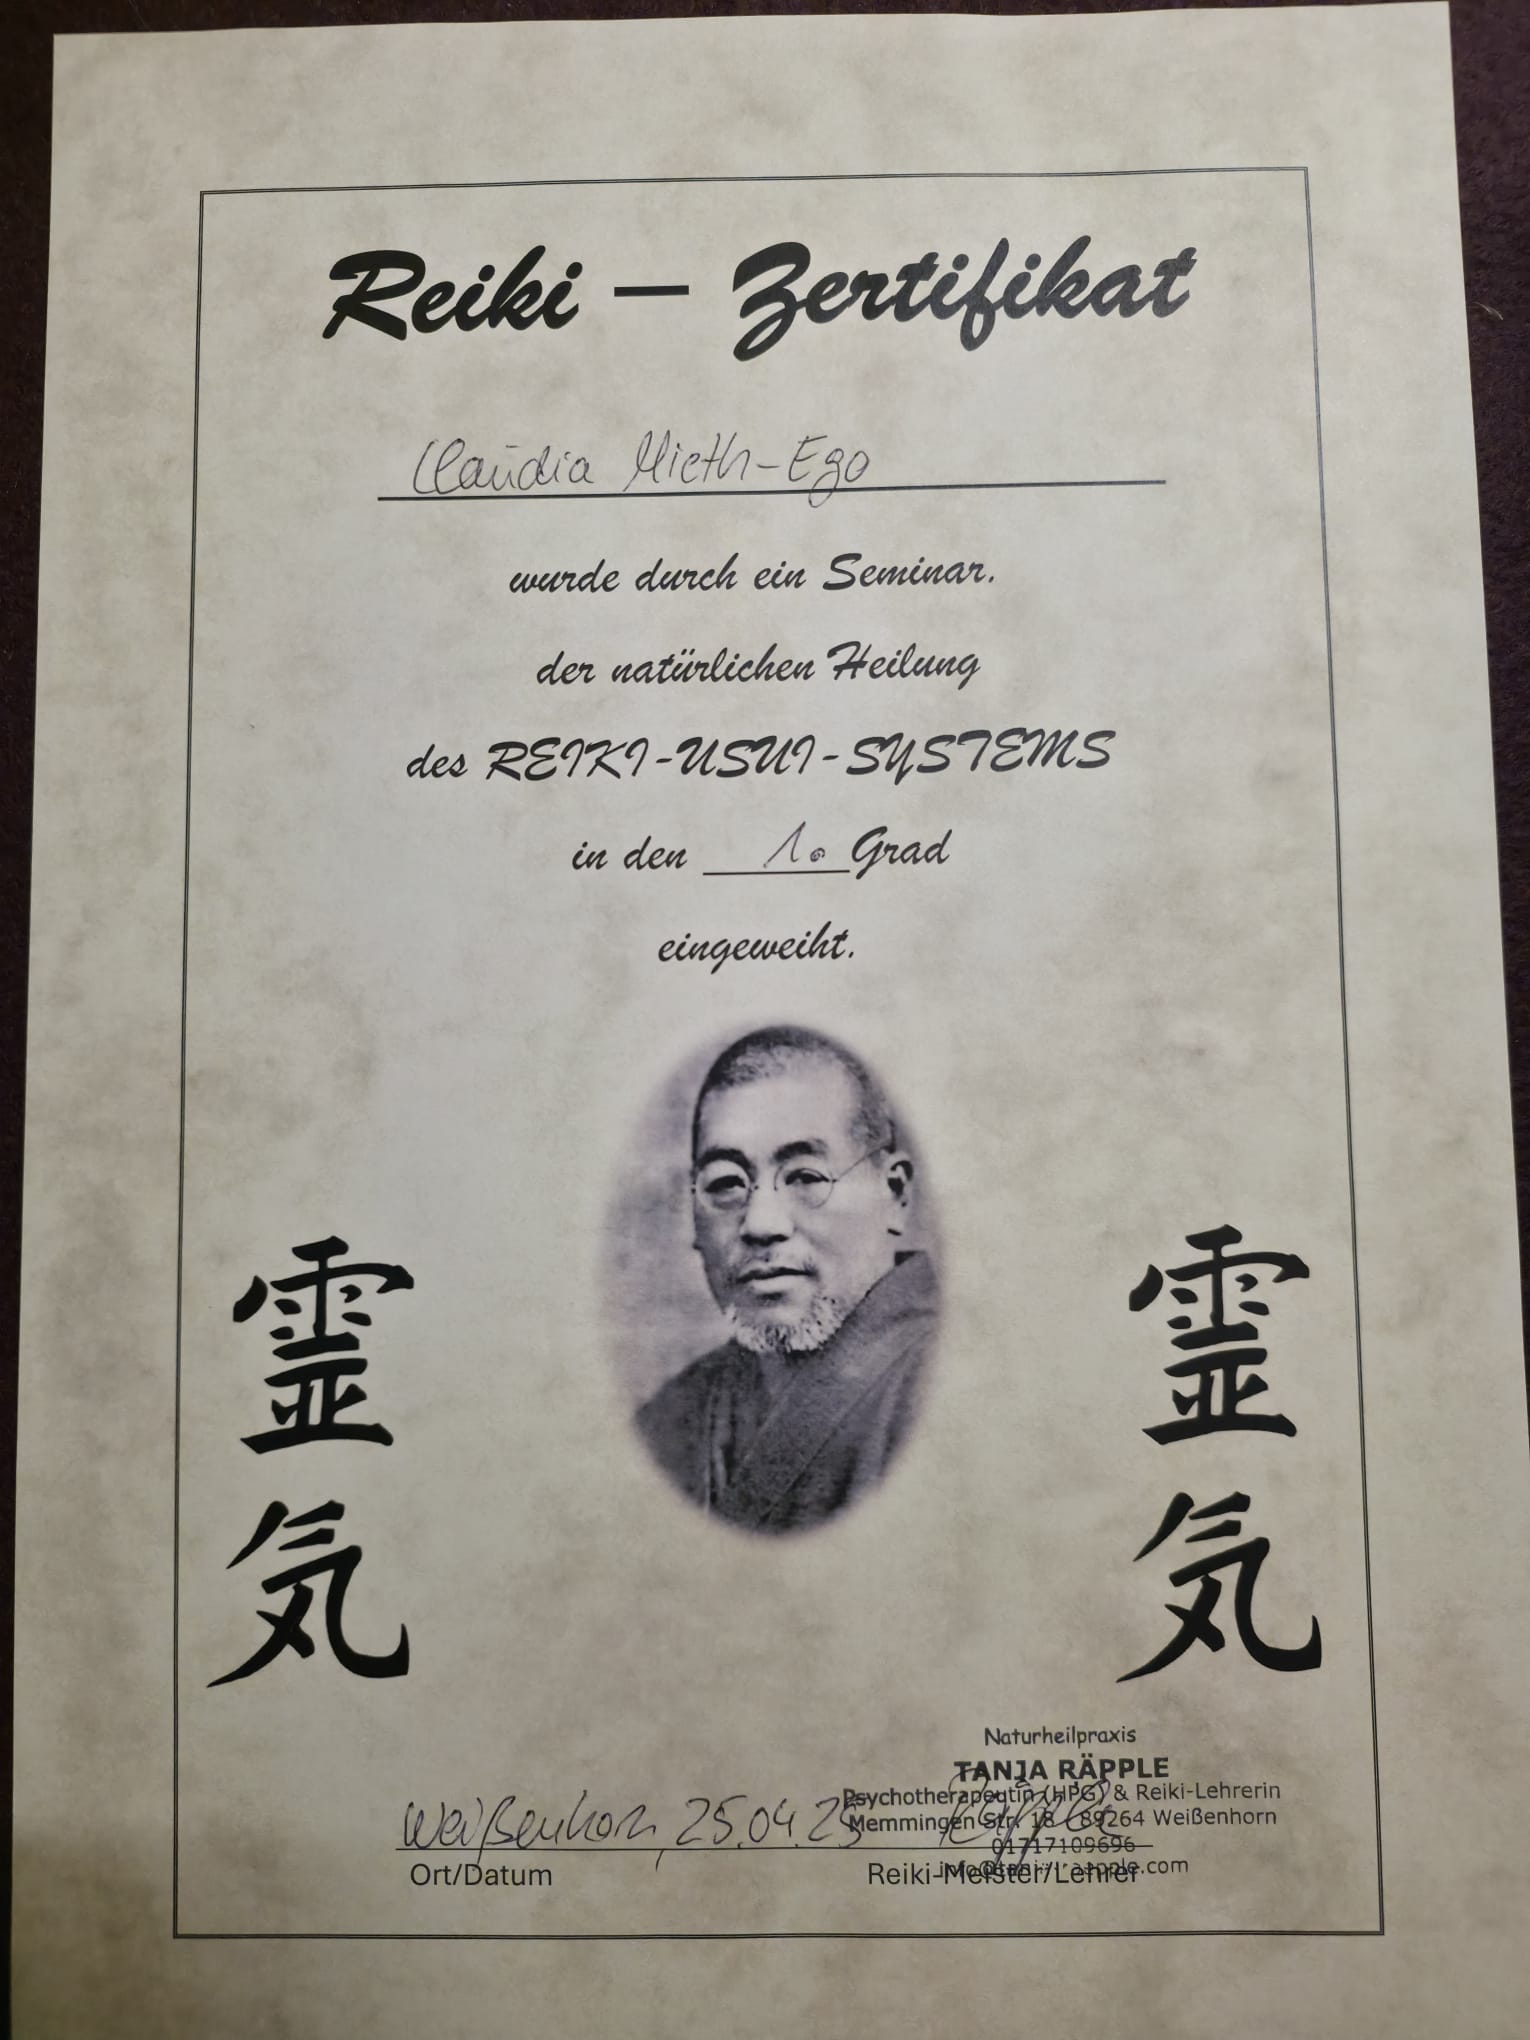 Reiki – Zertifikat
Claudia Mieth-Ego
wurde durch ein Seminar.
der natürlichen Heilung
des REIKI-USUI-SYSTEMS
in den 1. Grad
eingeweiht.
霊気
霊気
Naturheilpraxis
TANJA RÄPPLE
Psychotherapeutin (HPG) & Reiki-Lehrerin
Memmingen Str. 18 89264 Weißenhorn
01717109696
Weißenhorn, 25.04.25
Ort/Datum
Reiki-Meister/Lehrer